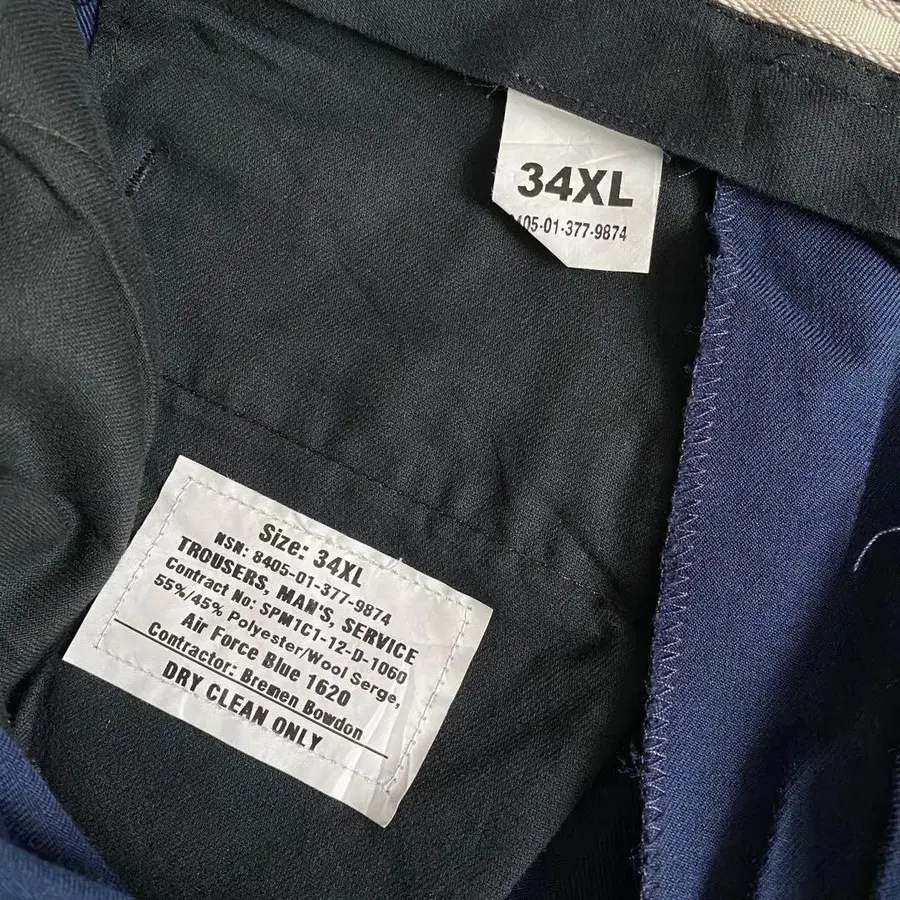 34XL
405-01-377-9874
Size: 34XL
NSN: 8405-01-377-9874
TROUSERS, MAN'S, SERVICE
Contract No: SPM1C1-12-D-1060
55%/45% Polyester/Wool Serge,
Air Force Blue 1620
Contractor: Bremen Bowdon
DRY CLEAN ONLY